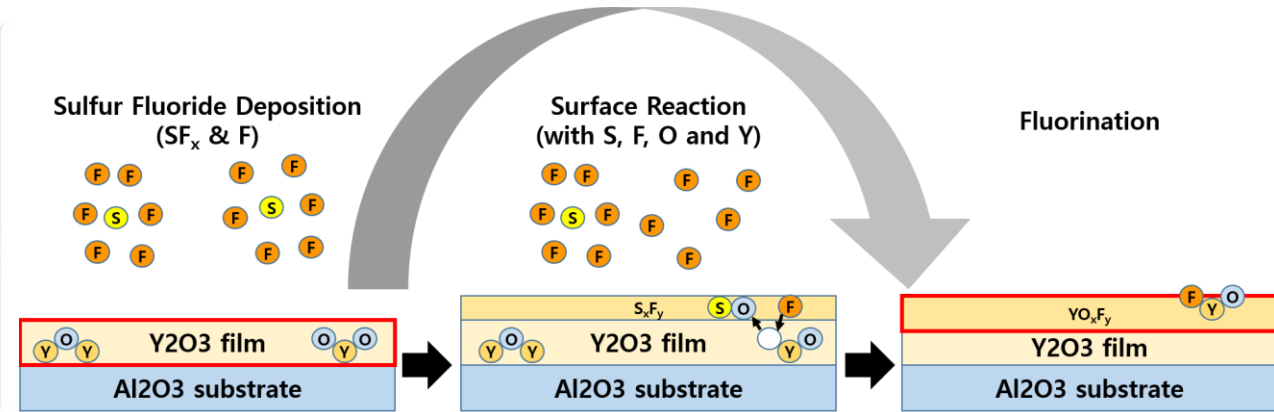 Sulfur Fluoride Deposition
(SFx & F)
F F
F S F
F F
F F
F S F
F F
Y O Y
Y2O3 film
O Y O
Al2O3 substrate
Surface Reaction
(with S, F, O and Y)
F F
F S F
F F
F F
F F
F
SxFy
S O F
Y O Y
Y2O3 film
Y O
Al2O3 substrate
Fluorination
F Y O
YOxFy
Y2O3 film
Al2O3 substrate